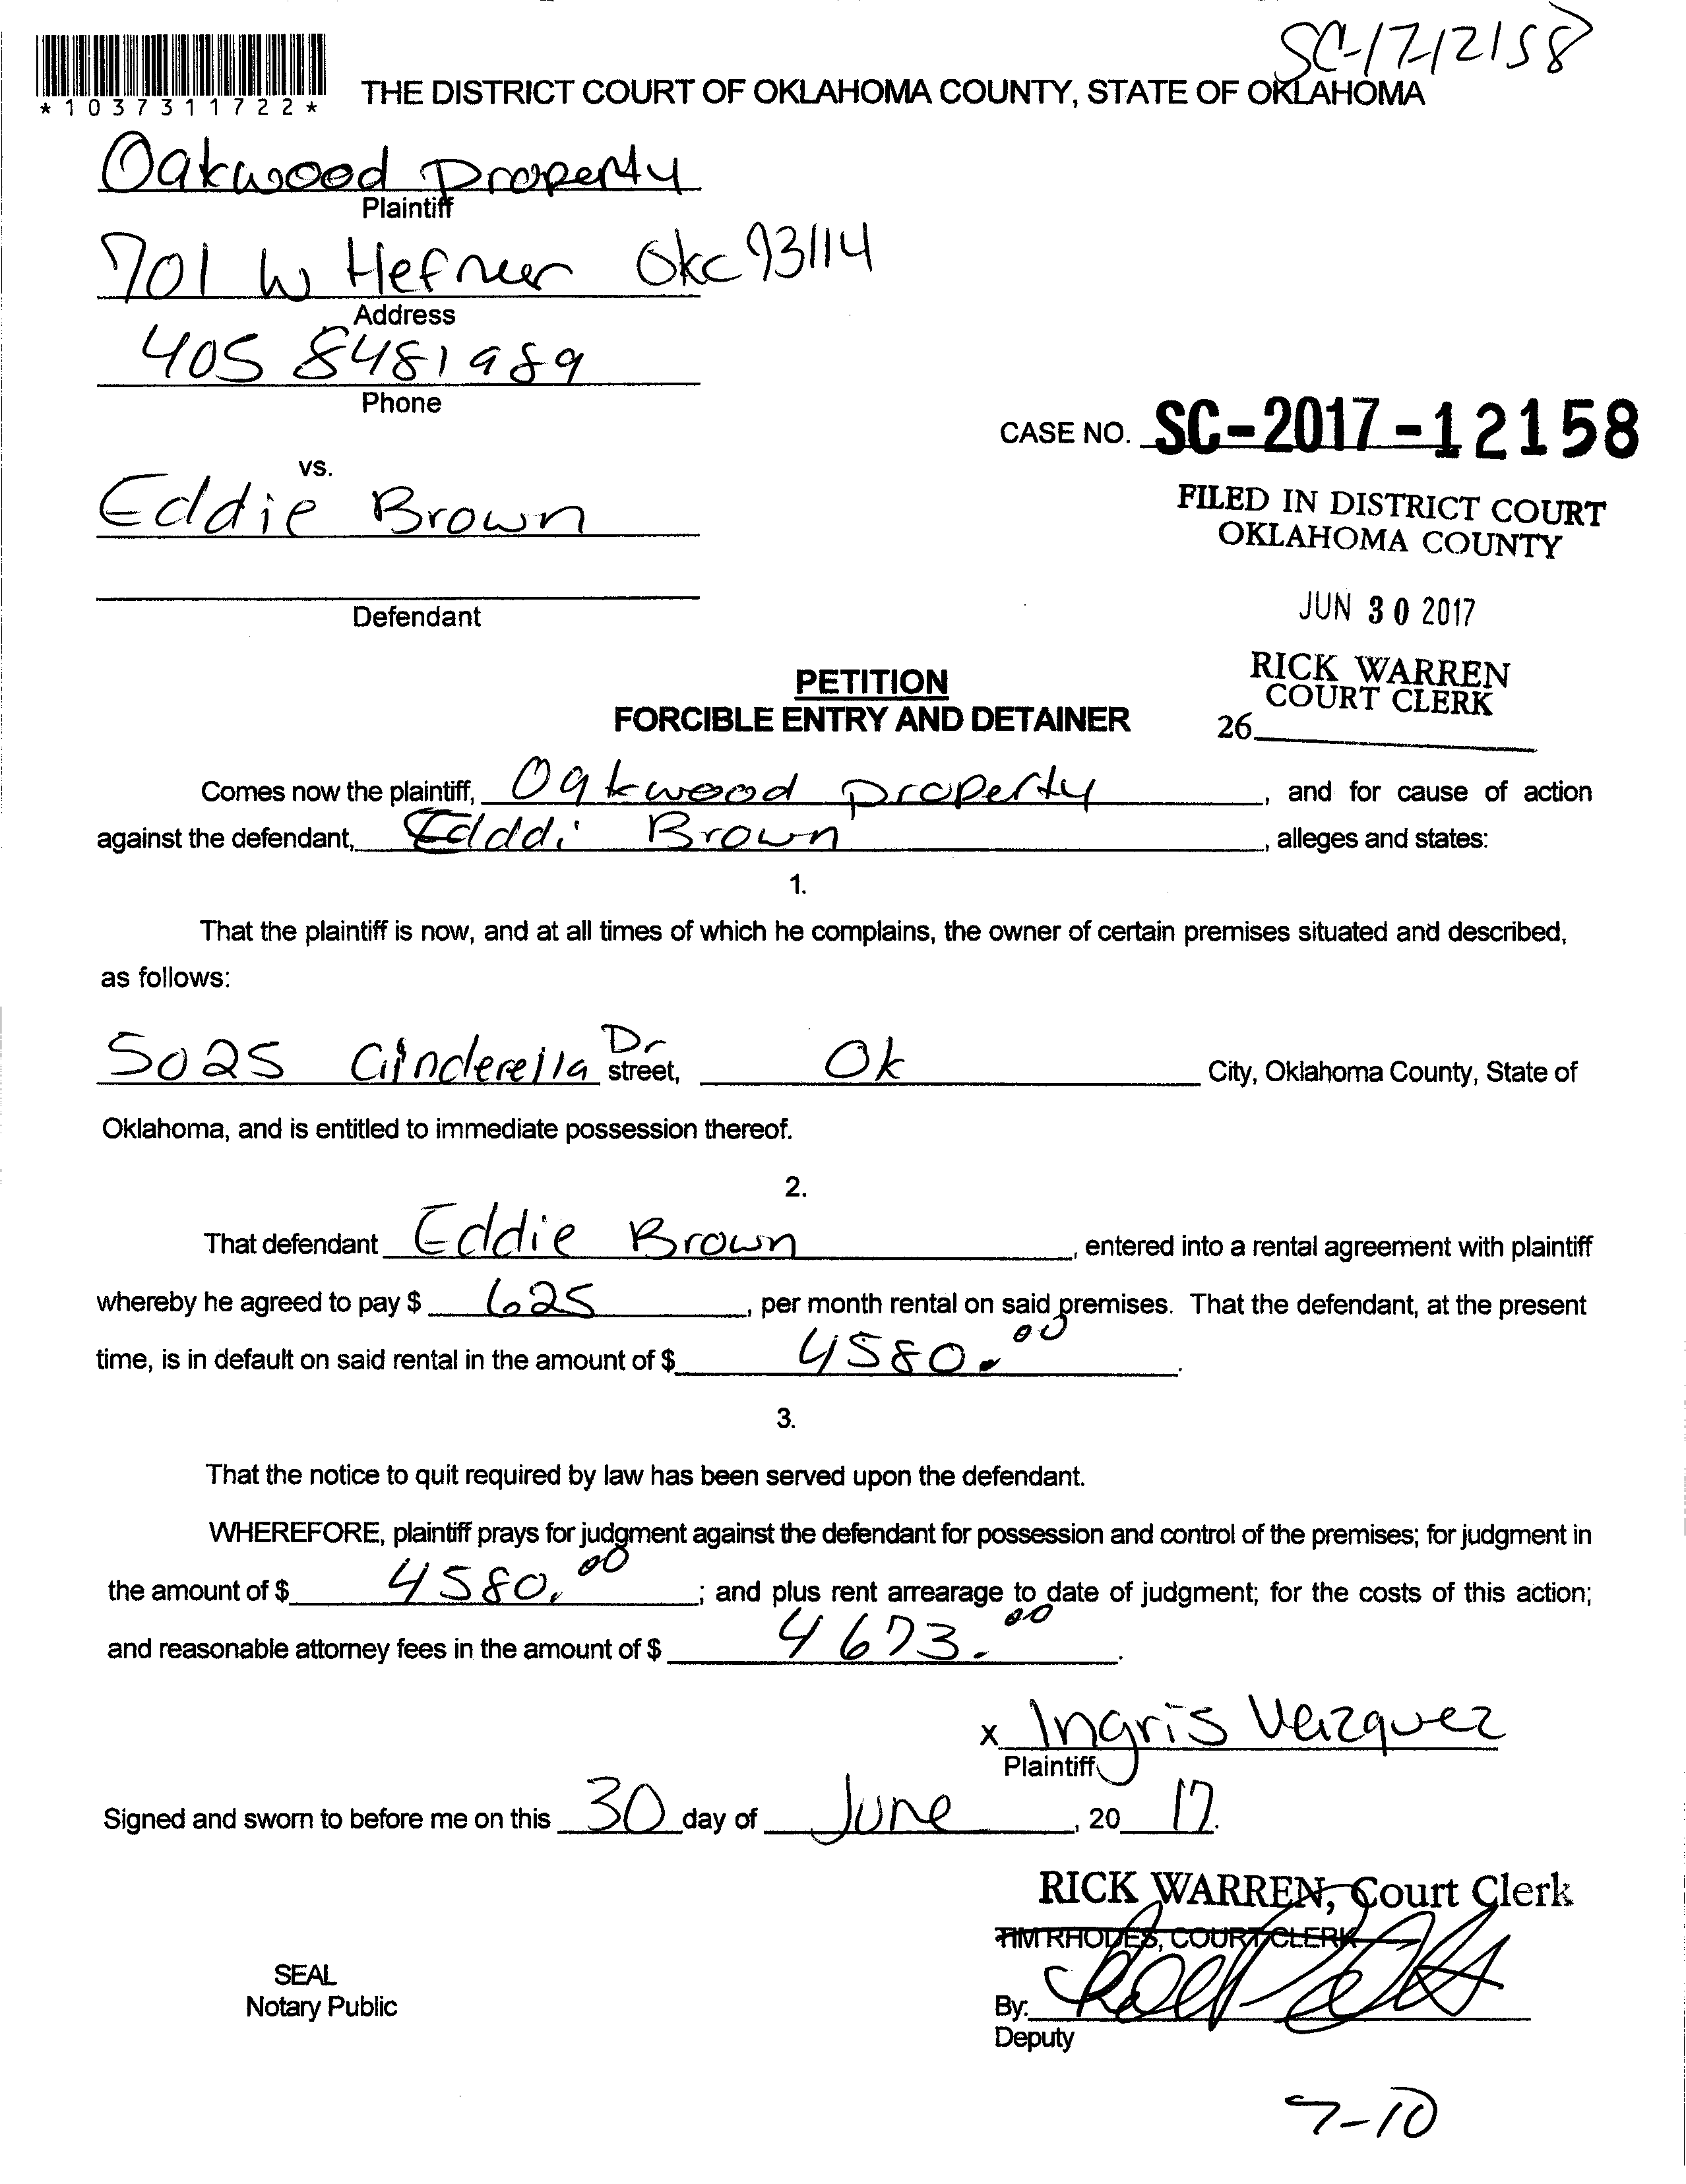 SC-17-12158
*1037311722*
THE DISTRICT COURT OF OKLAHOMA COUNTY, STATE OF OKLAHOMA
Oakwood property
Plaintiff
701 W Hefner Okc 73114
Address
405 8481989
Phone
CASE NO. SC-2017-12158
vs.
Eddie Brown
FILED IN DISTRICT COURT
OKLAHOMA COUNTY
JUN 30 2017
Defendant
RICK WARREN
COURT CLERK
26
PETITION
FORCIBLE ENTRY AND DETAINER
Comes now the plaintiff, Oakwood property, and for cause of action
against the defendant, Edddi Brown, alleges and states:
1.
That the plaintiff is now, and at all times of which he complains, the owner of certain premises situated and described,
as follows:
5025 Cinderella Dr street, Ok City, Oklahoma County, State of
Oklahoma, and is entitled to immediate possession thereof.
2.
That defendant Eddie Brown, entered into a rental agreement with plaintiff
whereby he agreed to pay $ 625, per month rental on said premises. That the defendant, at the present
time, is in default on said rental in the amount of $ 4580.00.
3.
That the notice to quit required by law has been served upon the defendant.
WHEREFORE, plaintiff prays for judgment against the defendant for possession and control of the premises; for judgment in
the amount of $ 4580.00; and plus rent arrearage to date of judgment; for the costs of this action;
and reasonable attorney fees in the amount of $ 4673.00.
x Ingris Vazquez
Plaintiff
Signed and sworn to before me on this 30 day of June, 20 17.
RICK WARREN, Court Clerk
TIM RHODES, COURT CLERK
SEAL
Notary Public
By:
Deputy
7-10